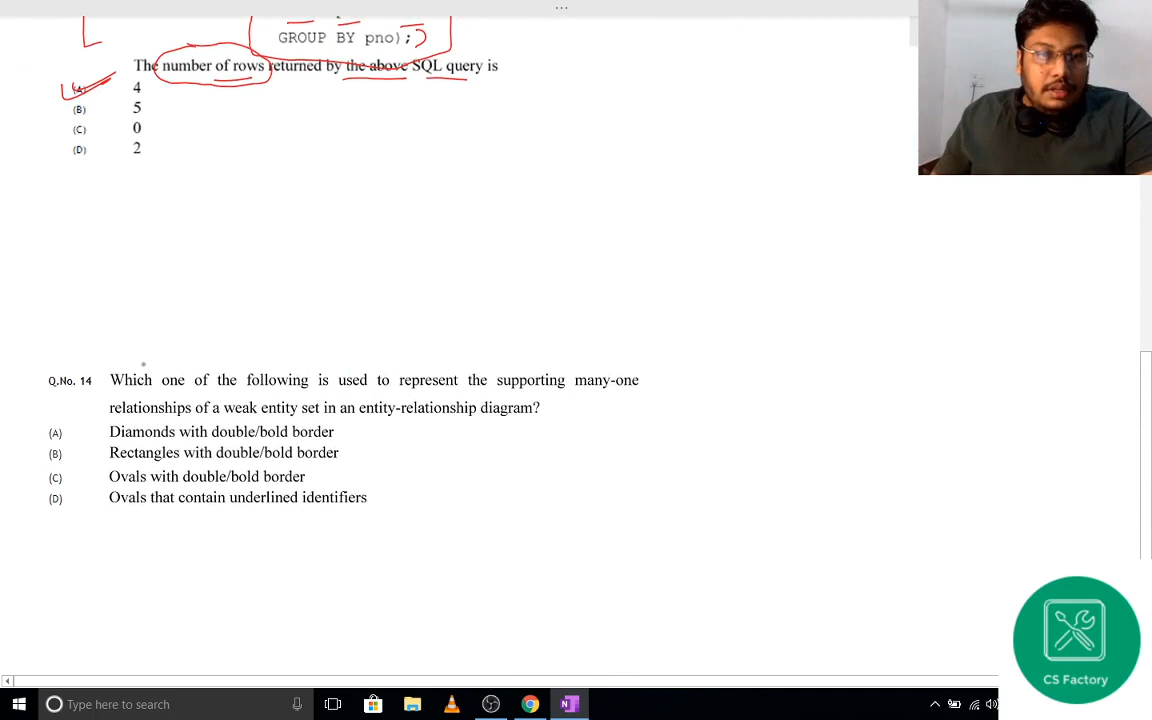 GROUP BY pno);
The number of rows returned by the above SQL query is
(A) 4
(B) 5
(C) 0
(D) 2
Q.No. 14 Which one of the following is used to represent the supporting many-one
relationships of a weak entity set in an entity-relationship diagram?
(A) Diamonds with double/bold border
(B) Rectangles with double/bold border
(C) Ovals with double/bold border
(D) Ovals that contain underlined identifiers
CS Factory
Type here to search